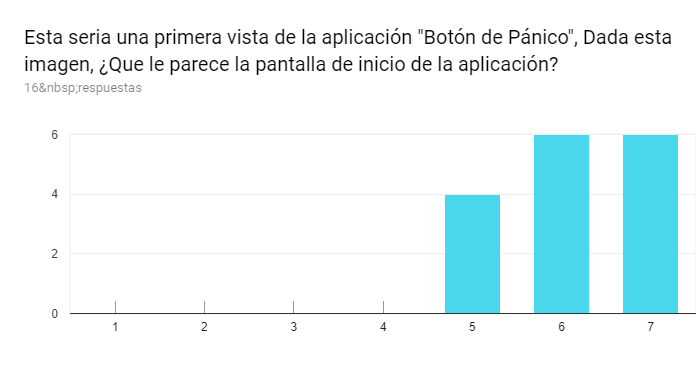 Esta seria una primera vista de la aplicación "Botón de Pánico", Dada esta
imagen, ¿Que le parece la pantalla de inicio de la aplicación?
16&nbsp;respuestas
6
4
2
0
1 2 3 4 5 6 7